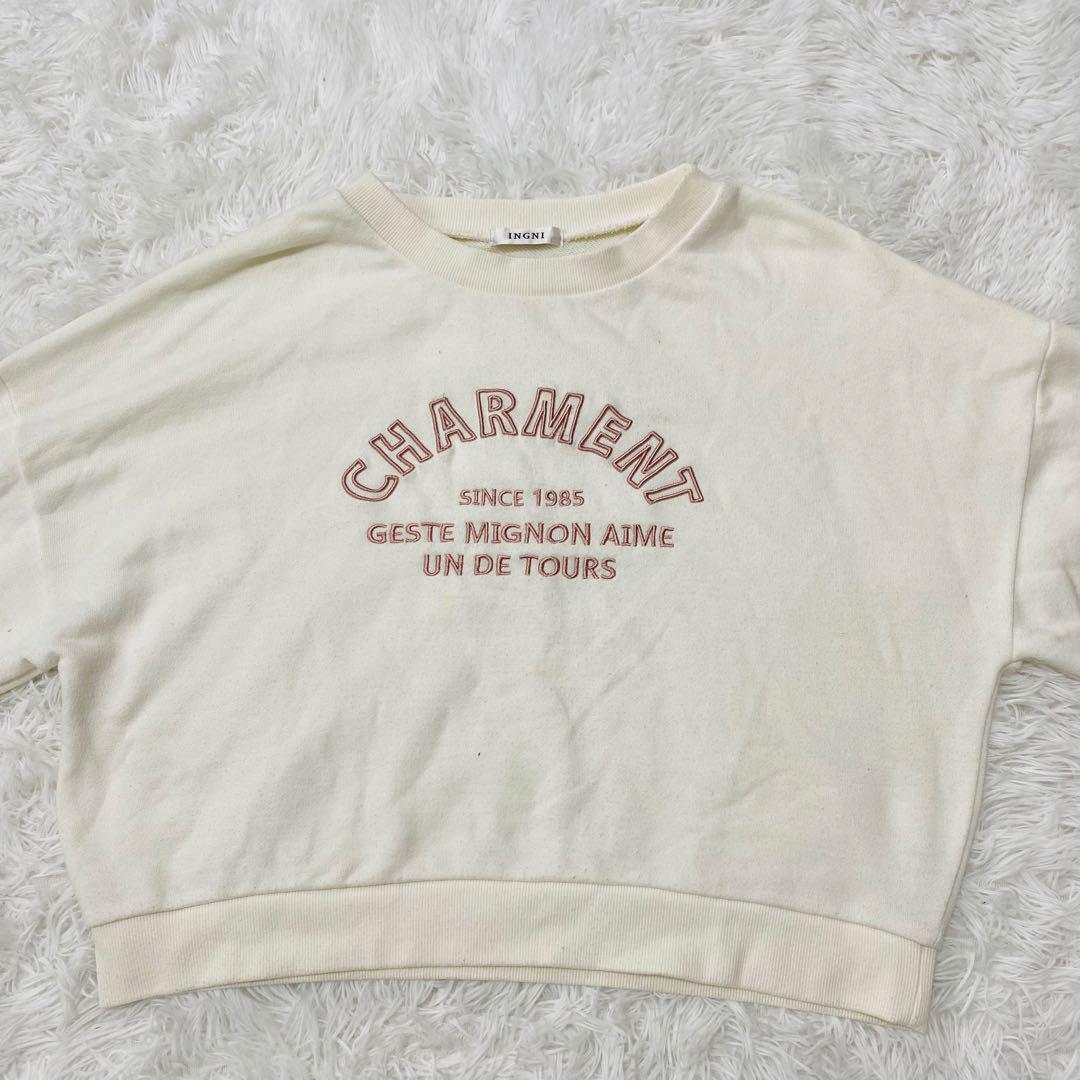 INGNI
CHARMENT
SINCE 1985
GESTE MIGNON AIME
UN DE TOURS